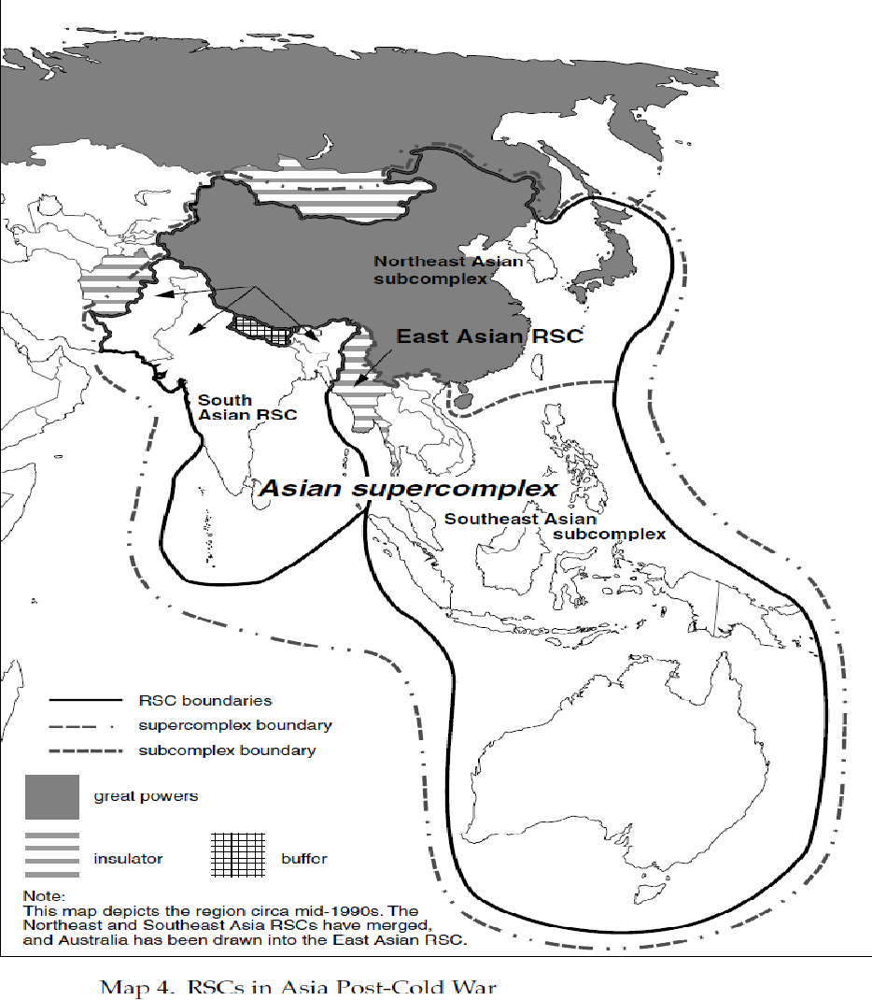 Northeast Asian
subcomplex
East Asian RSC
South
Asian RSC
Asian supercomplex
Southeast Asian
subcomplex
RSC boundaries
supercomplex boundary
subcomplex boundary
great powers
insulator
buffer
Note:
This map depicts the region circa mid-1990s. The
Northeast and Southeast Asia RSCs have merged,
and Australia has been drawn into the East Asian RSC.
Map 4. RSCs in Asia Post-Cold War